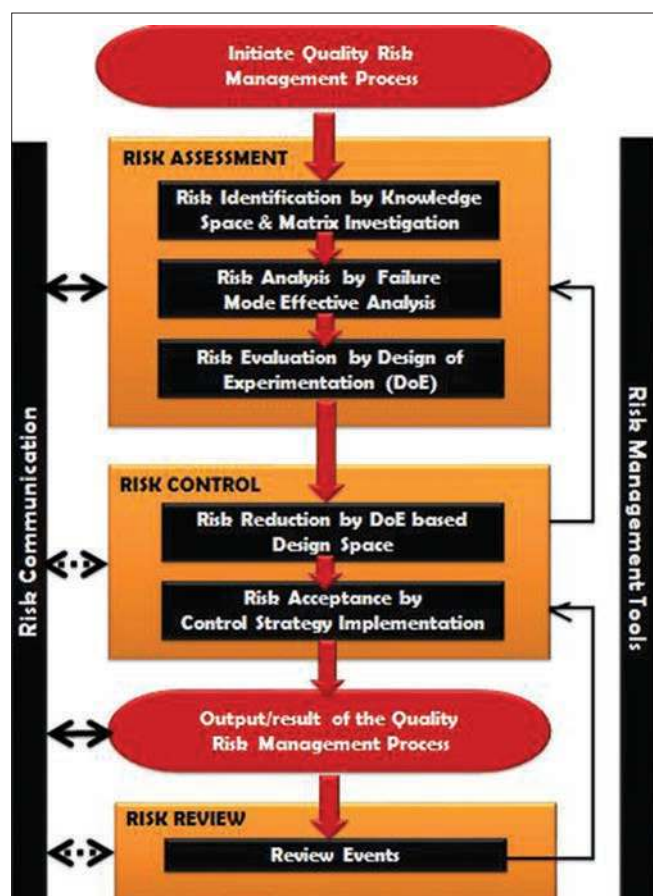 Initiate Quality Risk
Management Process
RISK ASSESSMENT
Risk Identification by Knowledge
Space & Matrix Investigation
Risk Analysis by Failure
Mode Effective Analysis
Risk Evaluation by Design of
Experimentation (DoE)
RISK CONTROL
Risk Reduction by DoE based
Design Space
Risk Acceptance by
Control Strategy Implementation
Output/result of the Quality
Risk Management Process
RISK REVIEW
Review Events
Risk Communication
Risk Management Tools